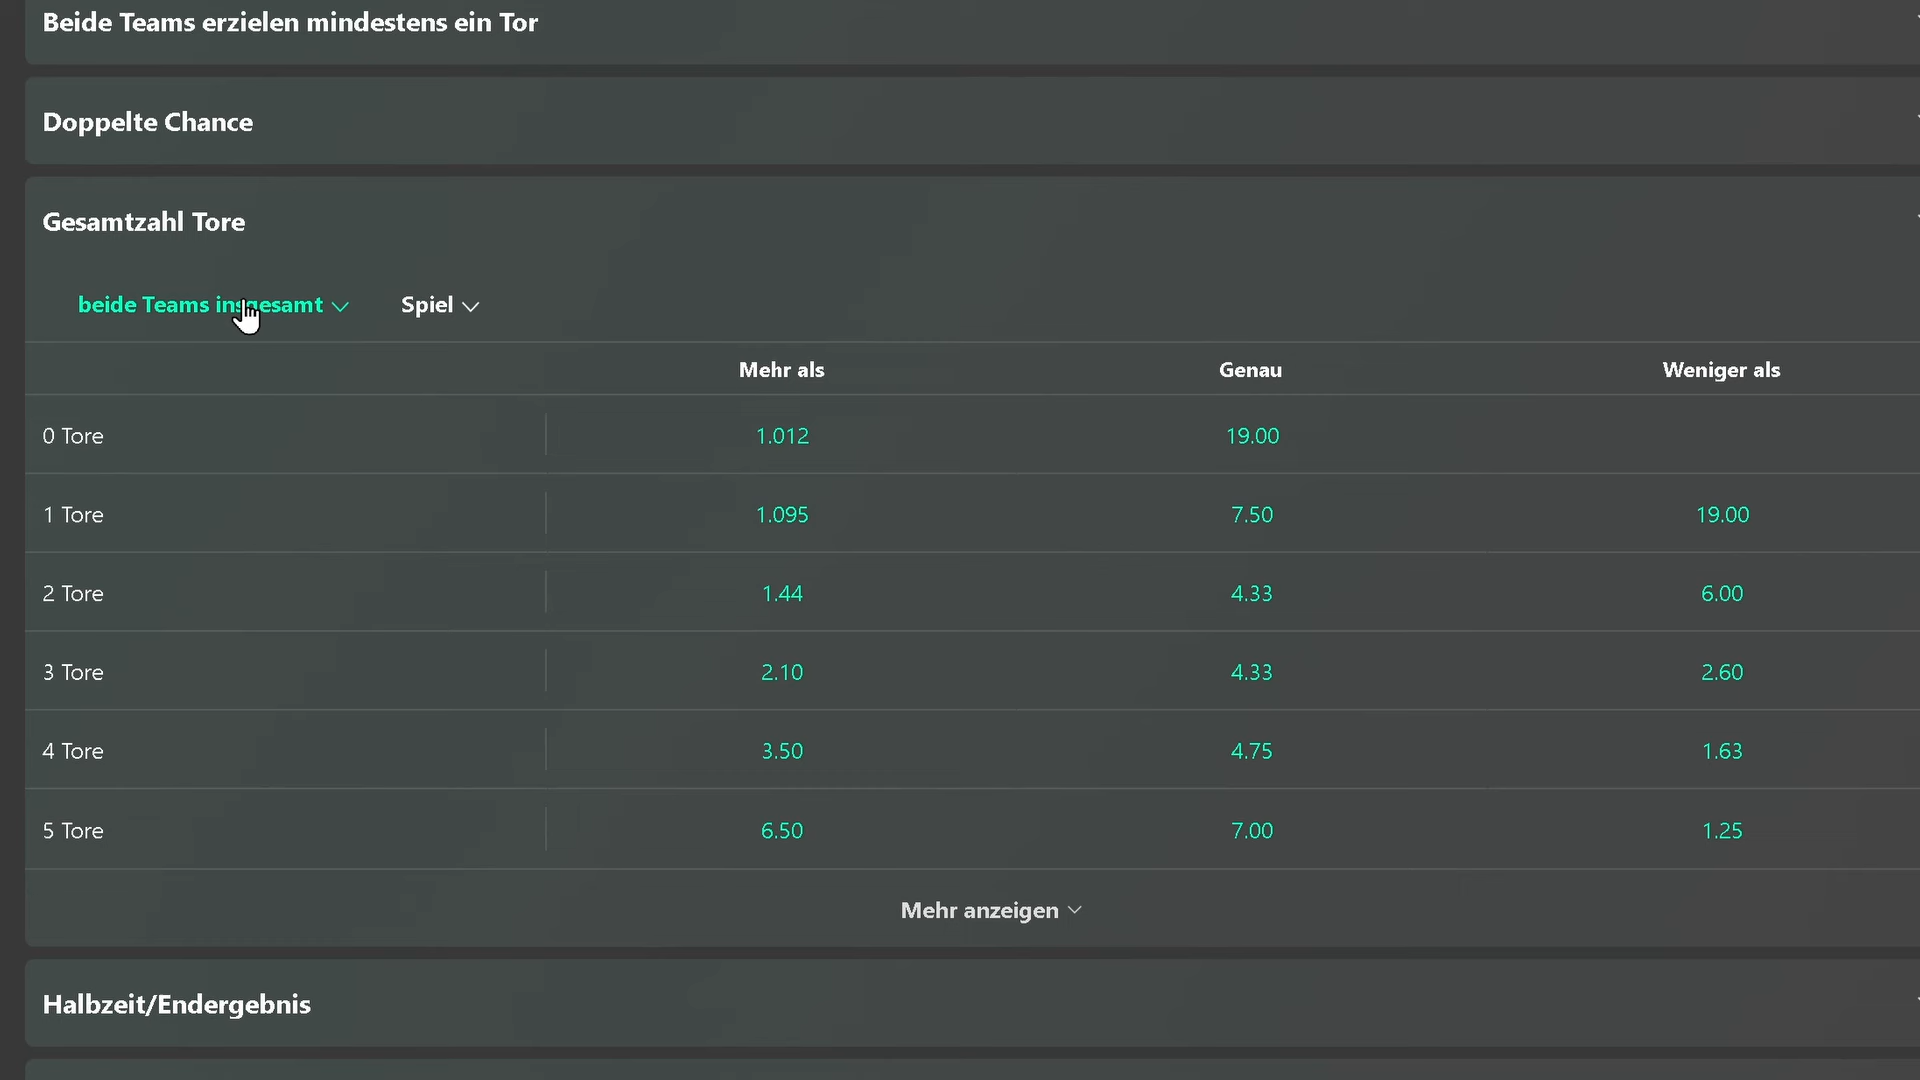 Beide Teams erzielen mindestens ein Tor
Doppelte Chance
Gesamtzahl Tore
beide Teams insgesamt Spiel
Mehr als Genau Weniger als
0 Tore 1.012 19.00
1 Tore 1.095 7.50 19.00
2 Tore 1.44 4.33 6.00
3 Tore 2.10 4.33 2.60
4 Tore 3.50 4.75 1.63
5 Tore 6.50 7.00 1.25
Mehr anzeigen
Halbzeit/Endergebnis